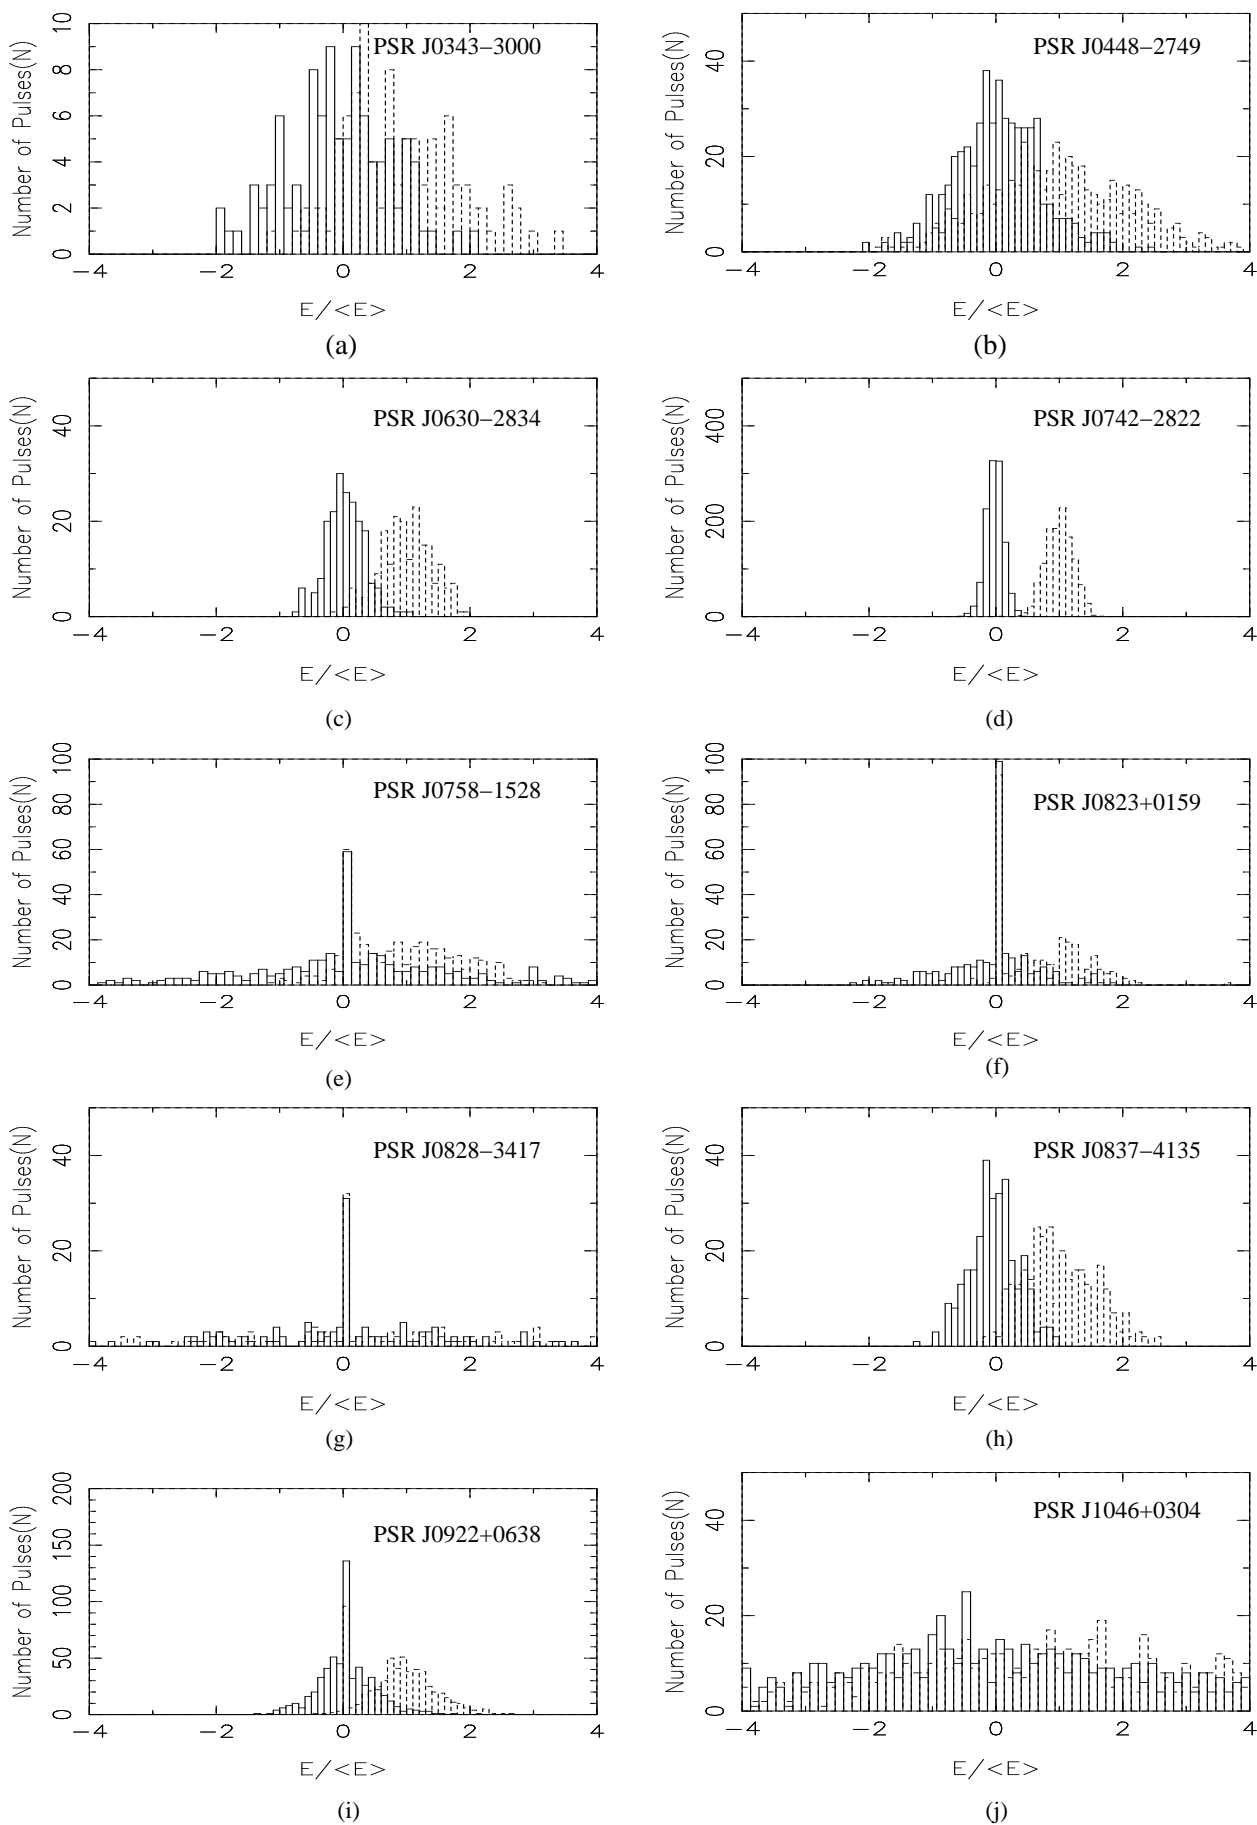 PSR J0343−3000
Number of Pulses(N)
0 2 4 6 8 10
−4 −2 0 2 4
E/<E>
(a)
PSR J0448−2749
Number of Pulses(N)
0 20 40
−4 −2 0 2 4
E/<E>
(b)
PSR J0630−2834
Number of Pulses(N)
0 20 40
−4 −2 0 2 4
E/<E>
(c)
PSR J0742−2822
Number of Pulses(N)
0 200 400
−4 −2 0 2 4
E/<E>
(d)
PSR J0758−1528
Number of Pulses(N)
0 20 40 60 80 100
−4 −2 0 2 4
E/<E>
(e)
PSR J0823+0159
Number of Pulses(N)
0 20 40 60 80 100
−4 −2 0 2 4
E/<E>
(f)
PSR J0828−3417
Number of Pulses(N)
0 20 40
−4 −2 0 2 4
E/<E>
(g)
PSR J0837−4135
Number of Pulses(N)
0 20 40
−4 −2 0 2 4
E/<E>
(h)
PSR J0922+0638
Number of Pulses(N)
0 50 100 150 200
−4 −2 0 2 4
E/<E>
(i)
PSR J1046+0304
Number of Pulses(N)
0 20 40
−4 −2 0 2 4
E/<E>
(j)